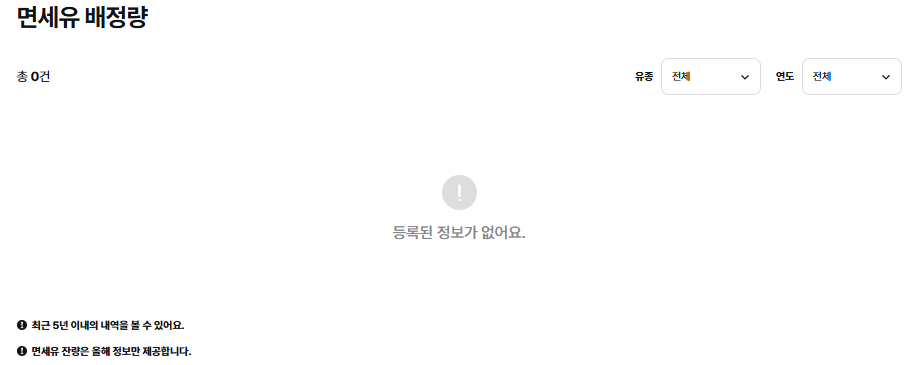 면세유 배정량
총 0건 유종 전체 연도 전체
등록된 정보가 없어요.
최근 5년 이내의 내역을 볼 수 있어요.
면세유 잔량은 올해 정보만 제공합니다.